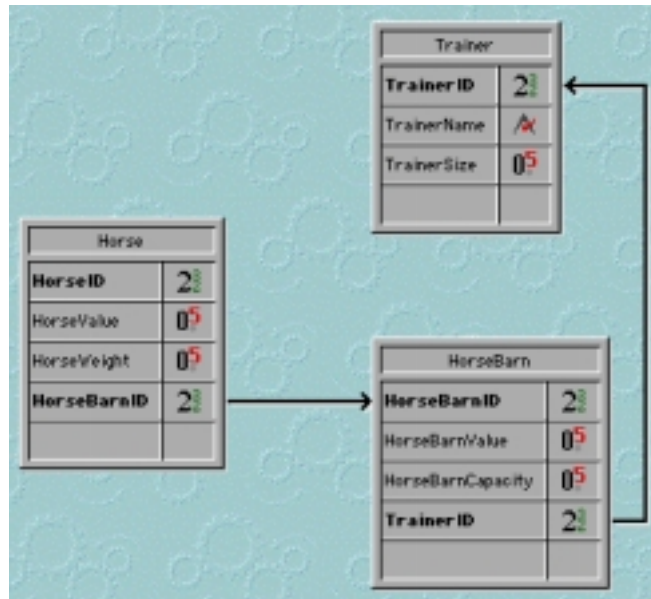 Trainer
TrainerID
TrainerName
TrainerSize
Horse
HorseID
HorseValue
HorseWeight
HorseBarnID
HorseBarn
HorseBarnID
HorseBarnValue
HorseBarnCapacity
TrainerID